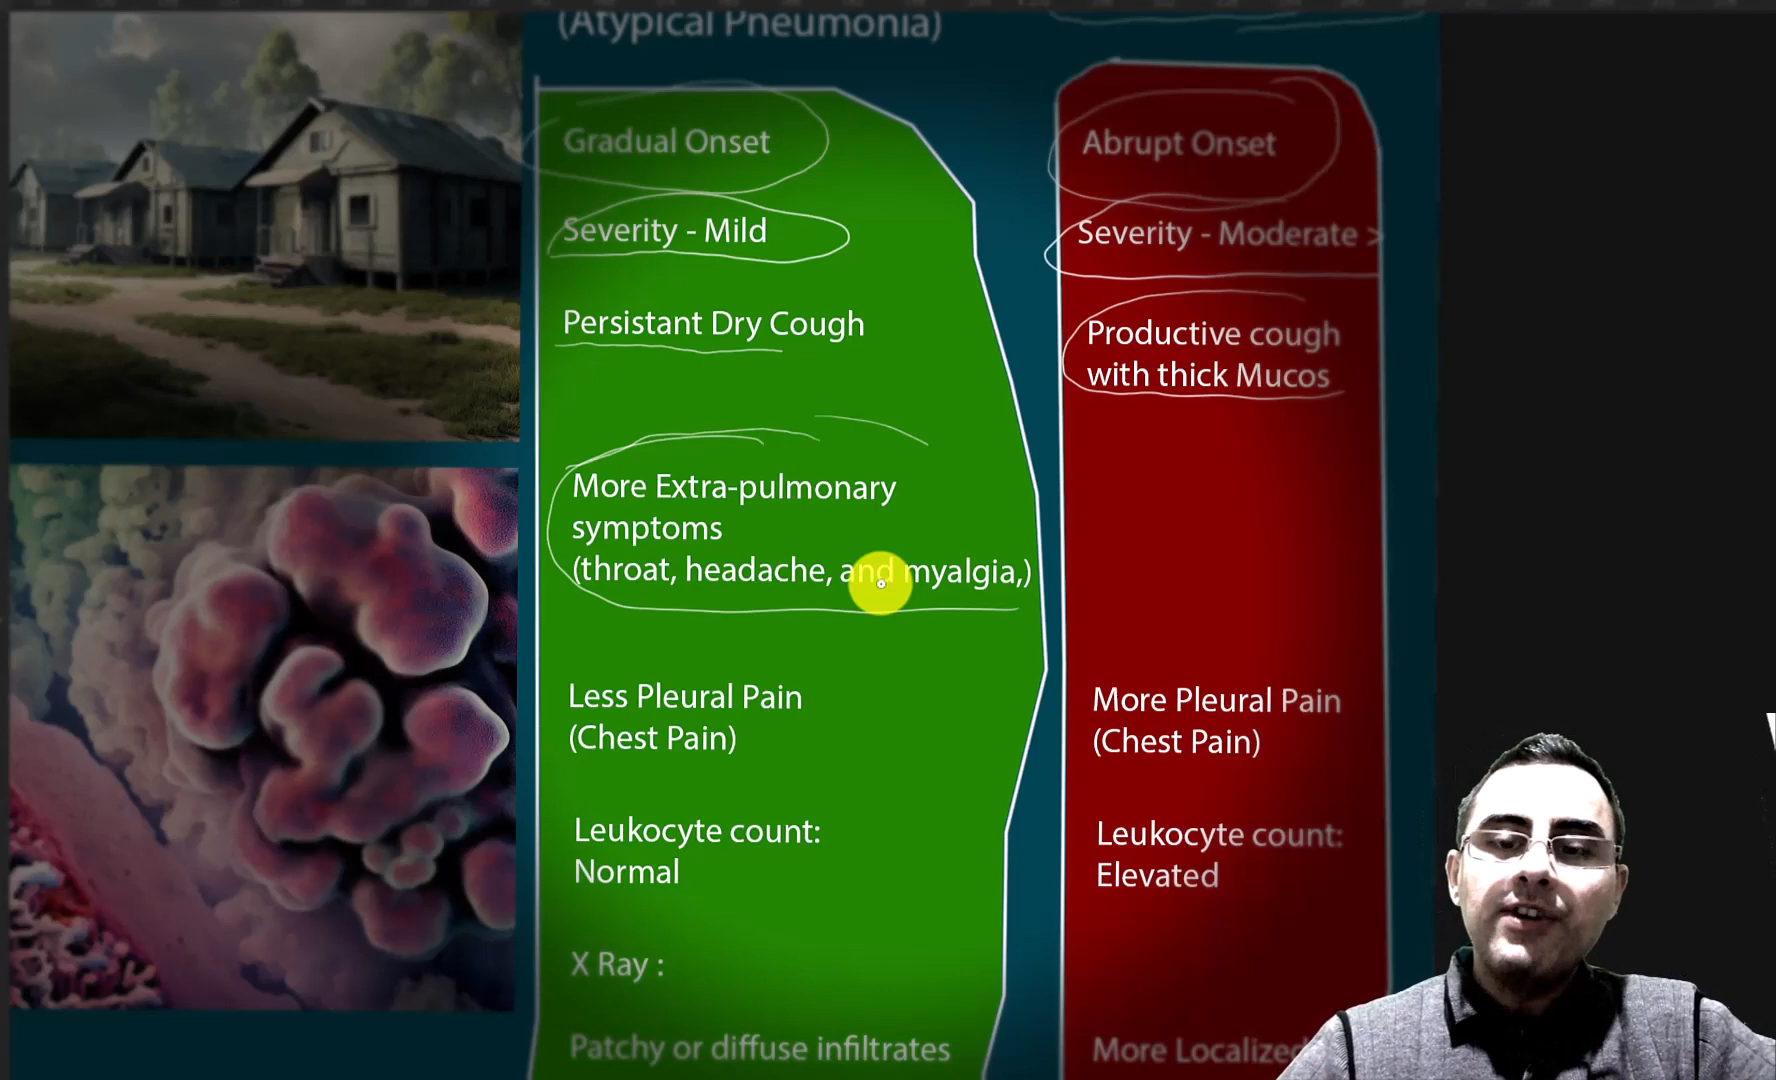 (Atypical Pneumonia)
Gradual Onset
Severity - Mild
Persistant Dry Cough
More Extra-pulmonary
symptoms
(throat, headache, and myalgia,)
Less Pleural Pain
(Chest Pain)
Leukocyte count:
Normal
X Ray :
Patchy or diffuse infiltrates
Abrupt Onset
Severity - Moderate >
Productive cough
with thick Mucos
More Pleural Pain
(Chest Pain)
Leukocyte count:
Elevated
More Localized